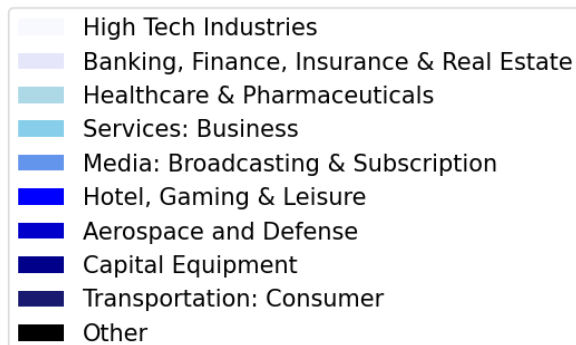 High Tech Industries
Banking, Finance, Insurance & Real Estate
Healthcare & Pharmaceuticals
Services: Business
Media: Broadcasting & Subscription
Hotel, Gaming & Leisure
Aerospace and Defense
Capital Equipment
Transportation: Consumer
Other